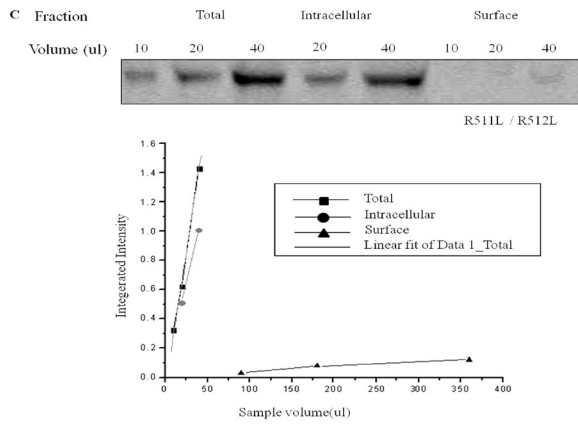 C Fraction Total Intracellular Surface
Volume (ul) 10 20 40 20 40 10 20 40
R511L / R512L
1.6
1.4
1.2
1.0
0.8
0.6
0.4
0.2
0.0
Integerated Intensity
Total
Intracellular
Surface
Linear fit of Data 1_Total
0 50 100 150 200 250 300 350 400
Sample volume(ul)